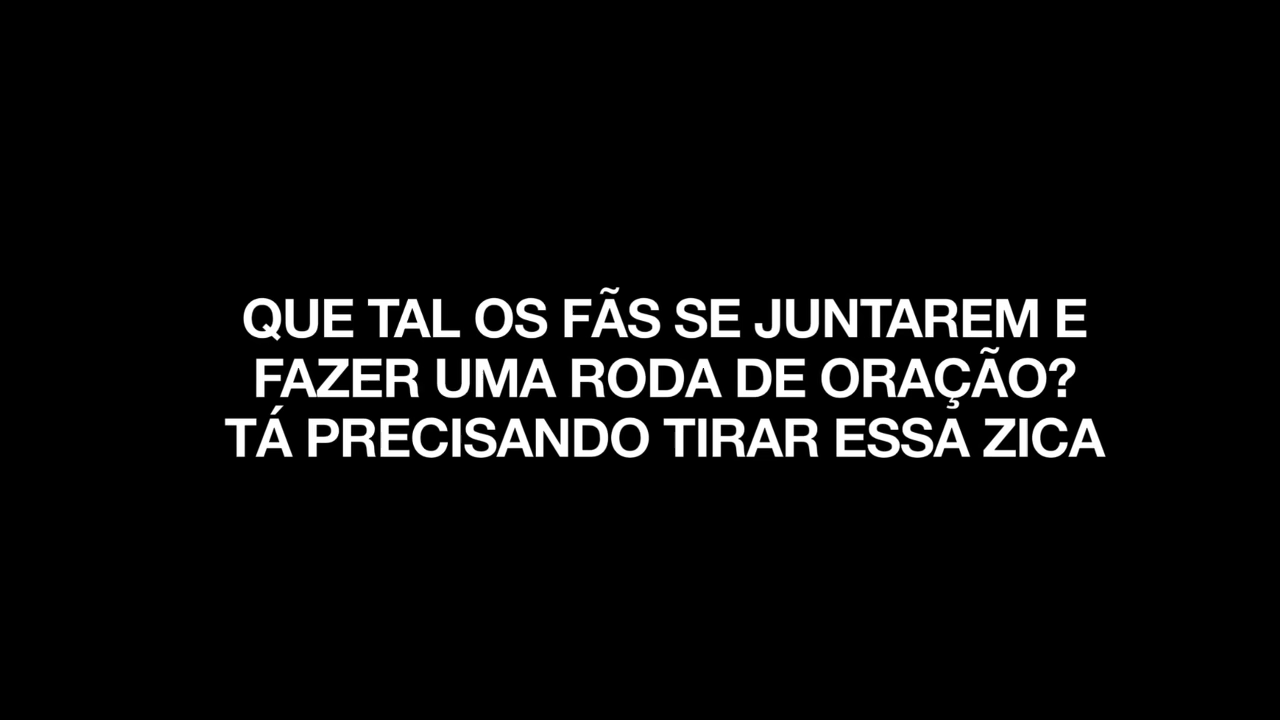 QUE TAL OS FÃS SE JUNTAREM E
FAZER UMA RODA DE ORAÇÃO?
TÁ PRECISANDO TIRAR ESSA ZICA